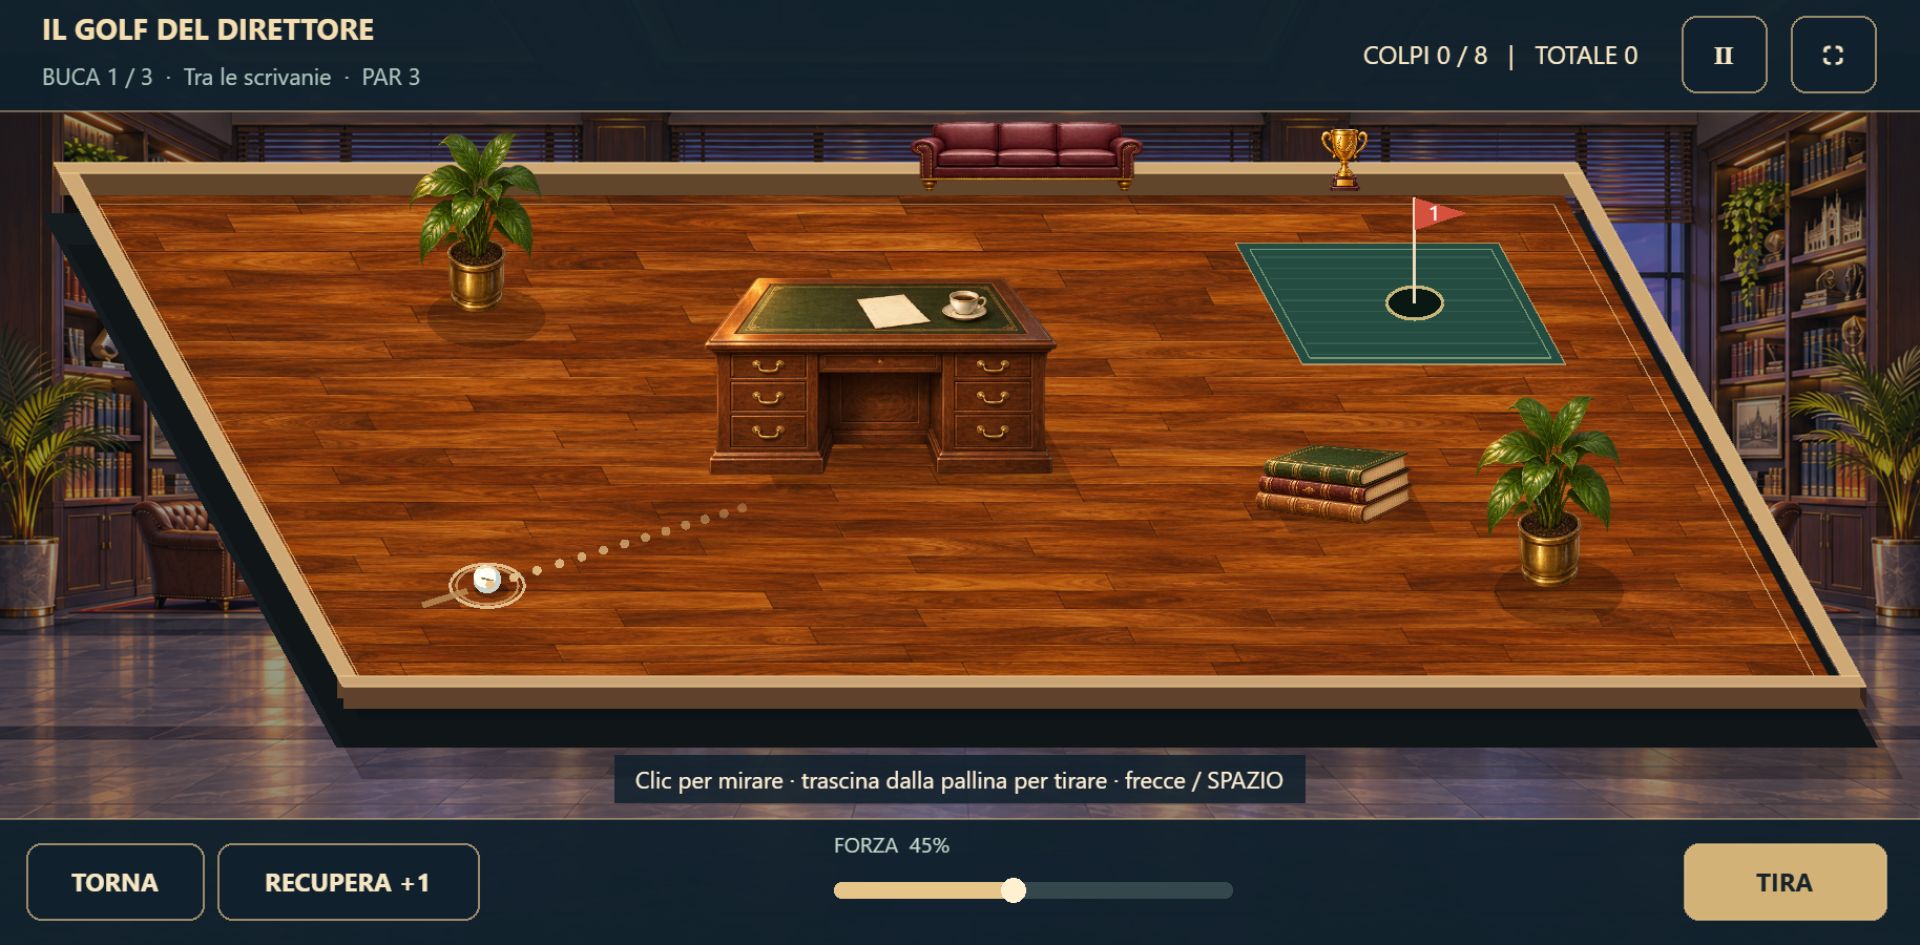 IL GOLF DEL DIRETTORE
BUCA 1 / 3 · Tra le scrivanie · PAR 3
COLPI 0 / 8 | TOTALE 0
1
Clic per mirare · trascina dalla pallina per tirare · frecce / SPAZIO
FORZA 45%
TORNA
RECUPERA +1
TIRA